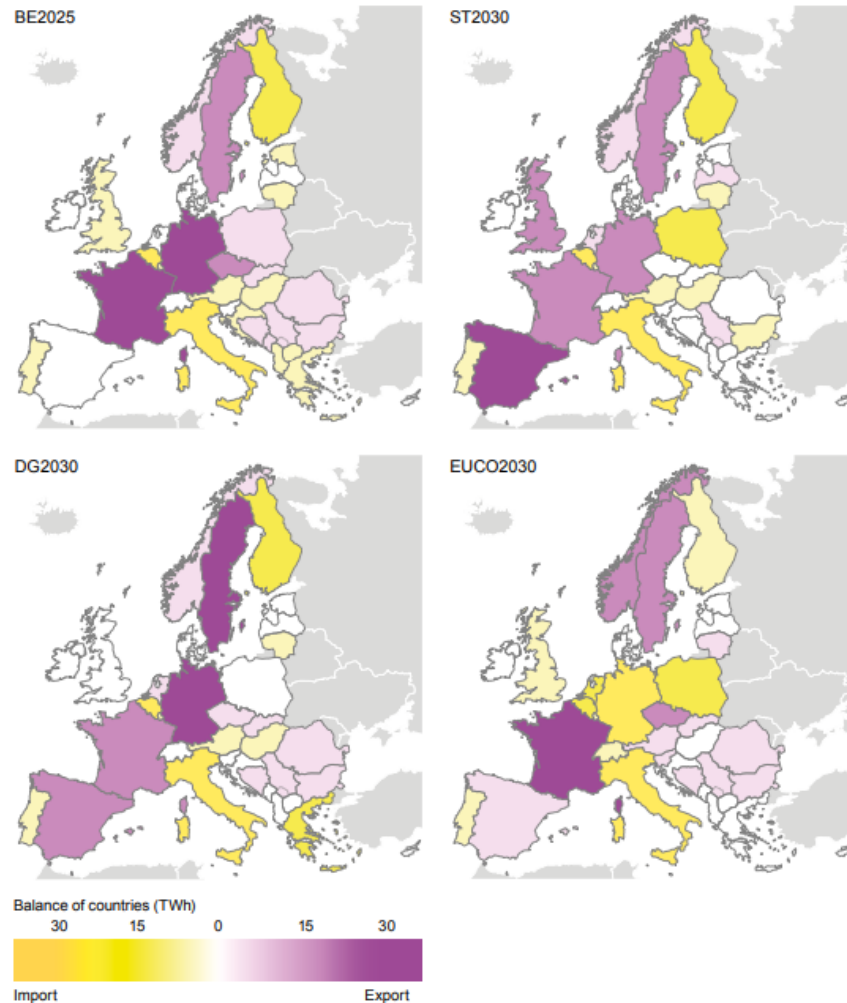 BE2025
ST2030
DG2030
EUCO2030
Balance of countries (TWh)
30 15 0 15 30
Import Export